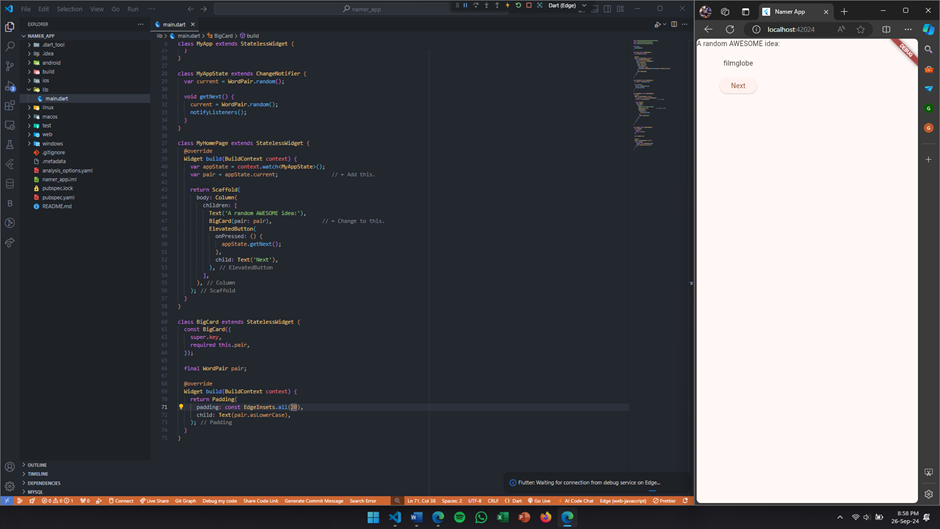 File Edit Selection View Go Run ···
namer_app
Dart (Edge)
Namer App
localhost:42024
EXPLORER
NAMER_APP
.dart_tool
.idea
android
build
ios
lib
main.dart
linux
macos
test
web
windows
.gitignore
.metadata
analysis_options.yaml
namer_app.iml
pubspec.lock
pubspec.yaml
README.md
OUTLINE
TIMELINE
DEPENDENCIES
MYSQL
main.dart
lib > main.dart > BigCard > build
class MyApp extends StatelessWidget {
}
}
class MyAppState extends ChangeNotifier {
var current = WordPair.random();
void getNext() {
current = WordPair.random();
notifyListeners();
}
}
class MyHomePage extends StatelessWidget {
@override
Widget build(BuildContext context) {
var appState = context.watch<MyAppState>();
var pair = appState.current; // ← Add this.
return Scaffold(
body: Column(
children: [
Text('A random AWESOME idea:'),
BigCard(pair: pair), // ← Change to this.
ElevatedButton(
onPressed: () {
appState.getNext();
},
child: Text('Next'),
), // ElevatedButton
],
), // Column
); // Scaffold
}
}
class BigCard extends StatelessWidget {
const BigCard({
super.key,
required this.pair,
});
final WordPair pair;
@override
Widget build(BuildContext context) {
return Padding(
71 padding: const EdgeInsets.all(20),
child: Text(pair.asLowerCase),
); // Padding
}
}
A random AWESOME idea:
DEBUG
filmglobe
Next
Flutter: Waiting for connection from debug service on Edge...
0 0 1 0 Connect Live Share Git Graph Debug my code Share Code Link Generate Commit Message Search Error Ln 71, Col 38 Spaces: 2 UTF-8 CRLF {} Dart Go Live AI Code Chat Edge (web-javascript) Prettier
8:58 PM
26-Sep-24